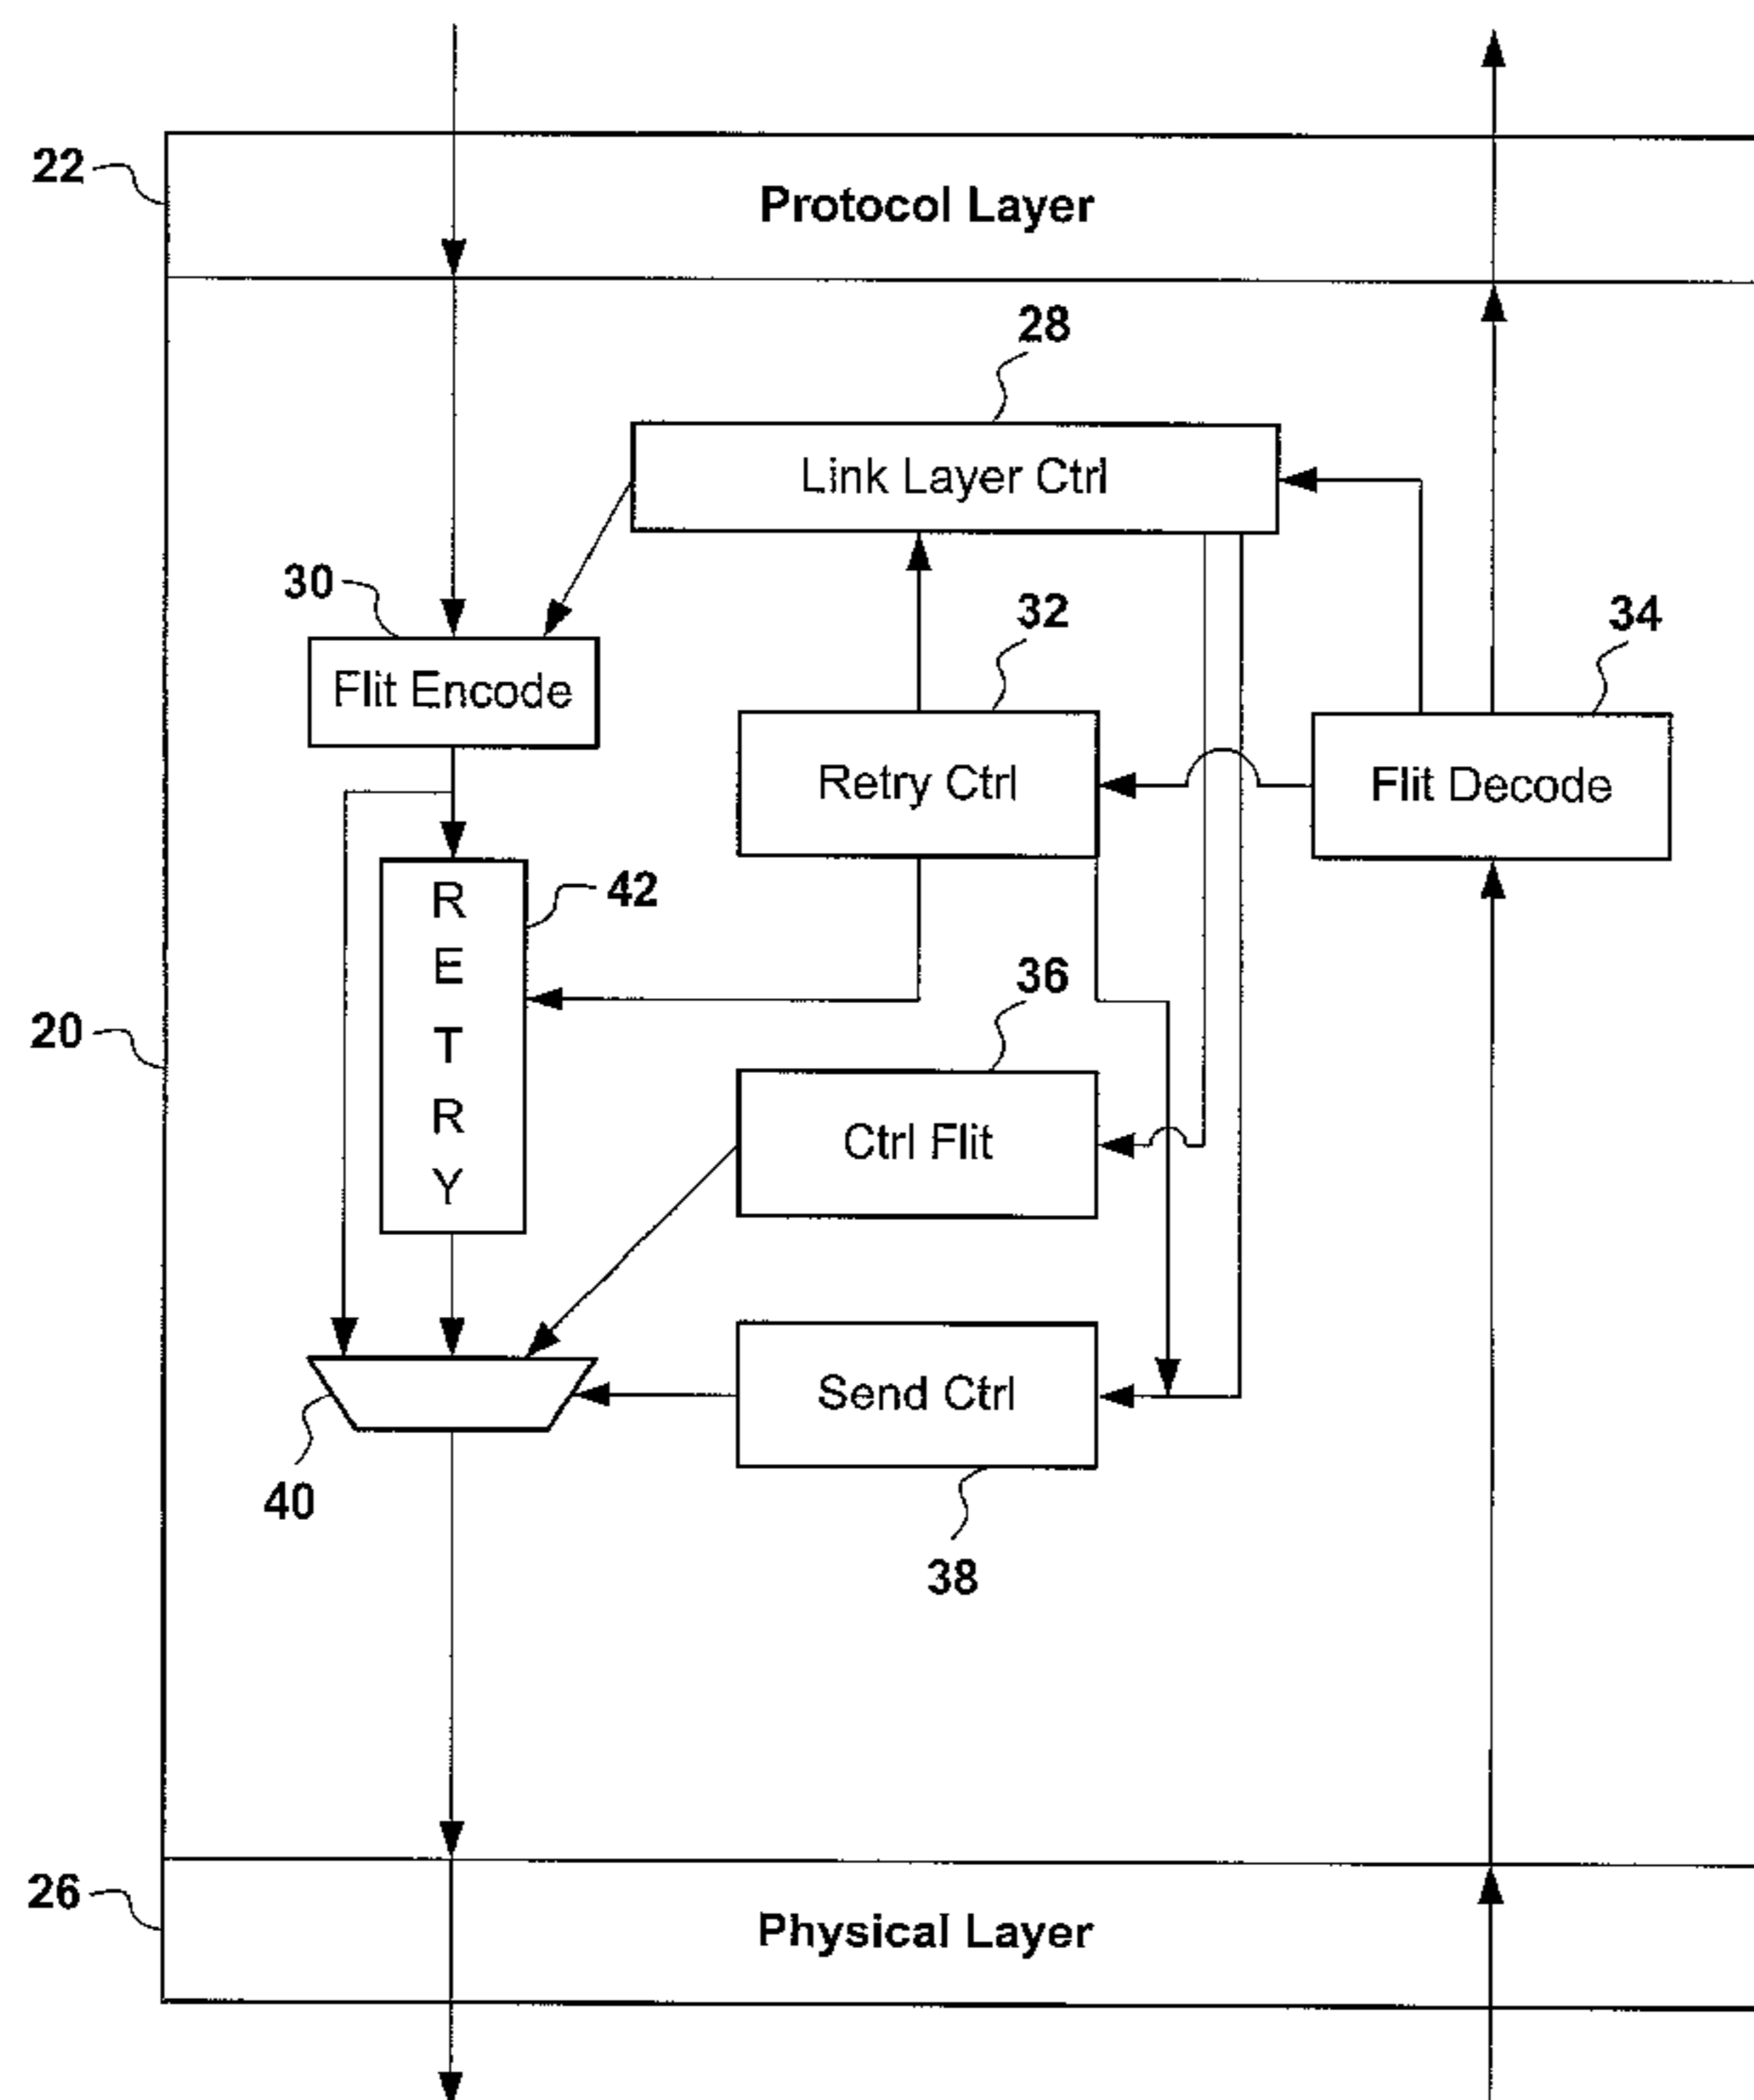 22
Protocol Layer
28
Link Layer Ctrl
30
32
34
Flit Encode
Retry Ctrl
Flit Decode
42
R
E
T
R
Y
36
20
Ctrl Flit
Send Ctrl
40
38
26
Physical Layer